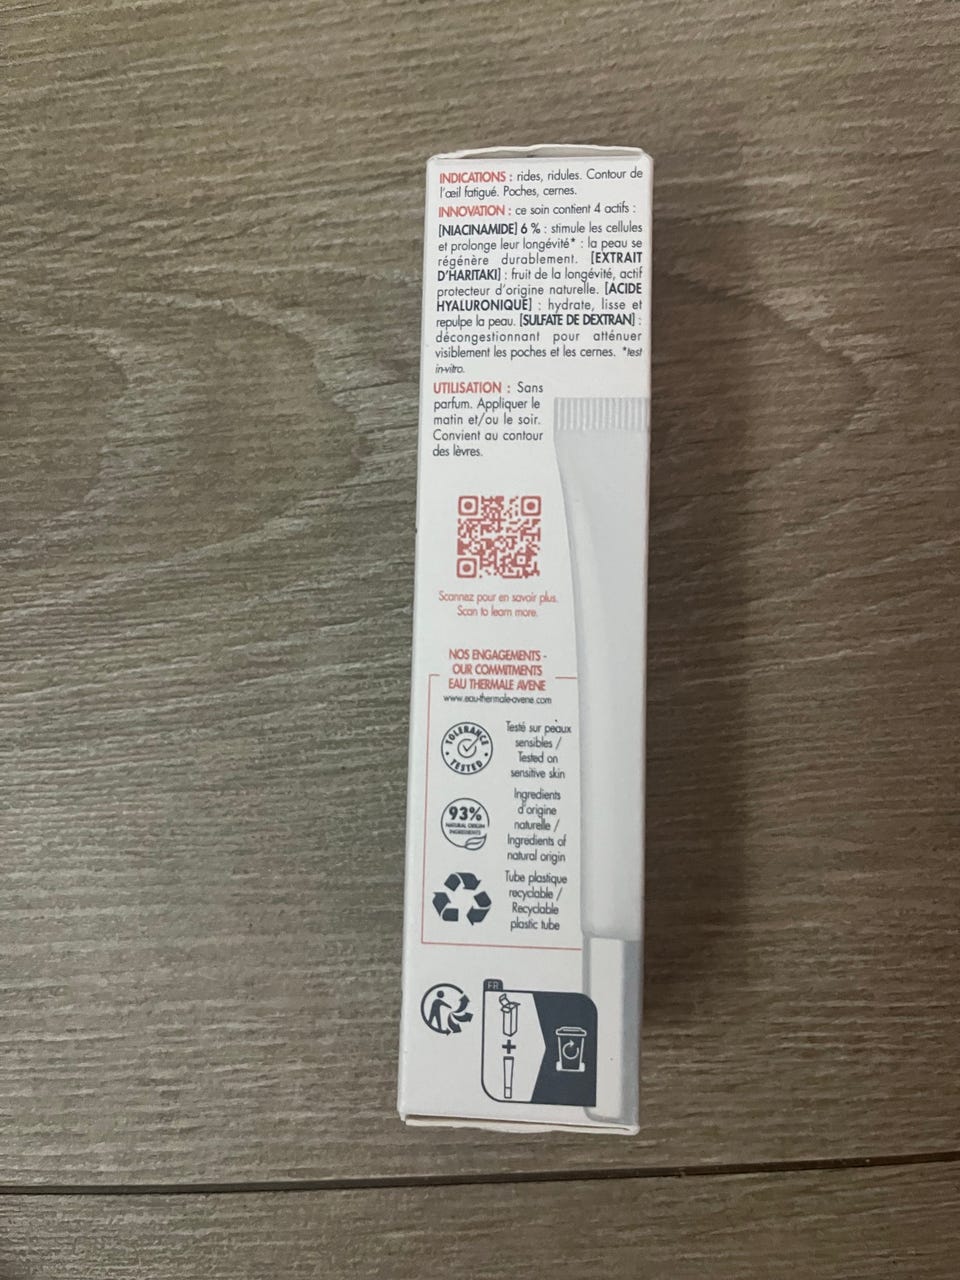 INDICATIONS : rides, ridules. Contour de
l'œil fatigué. Poches, cernes.
INNOVATION : ce soin contient 4 actifs :
[NIACINAMIDE] 6 % : stimule les cellules
et prolonge leur longévité* : la peau se
régénère durablement. [EXTRAIT
D'HARITAKI] : fruit de la longévité, actif
protecteur d'origine naturelle. [ACIDE
HYALURONIQUE] : hydrate, lisse et
repulpe la peau. [SULFATE DE DEXTRAN] :
décongestionnant pour atténuer
visiblement les poches et les cernes. *test
in-vitro.
UTILISATION : Sans
parfum. Appliquer le
matin et/ou le soir.
Convient au contour
des lèvres.
Scannez pour en savoir plus.
Scan to learn more.
NOS ENGAGEMENTS -
OUR COMMITMENTS
EAU THERMALE AVENE
www.eau-thermale-avene.com
TOLERANCE
TESTED
Testé sur peaux
sensibles /
Tested on
sensitive skin
93%
NATURAL ORIGIN
INGREDIENTS
Ingredients
d'origine
naturelle /
Ingredients of
natural origin
Tube plastique
recyclable /
Recyclable
plastic tube
FR
+